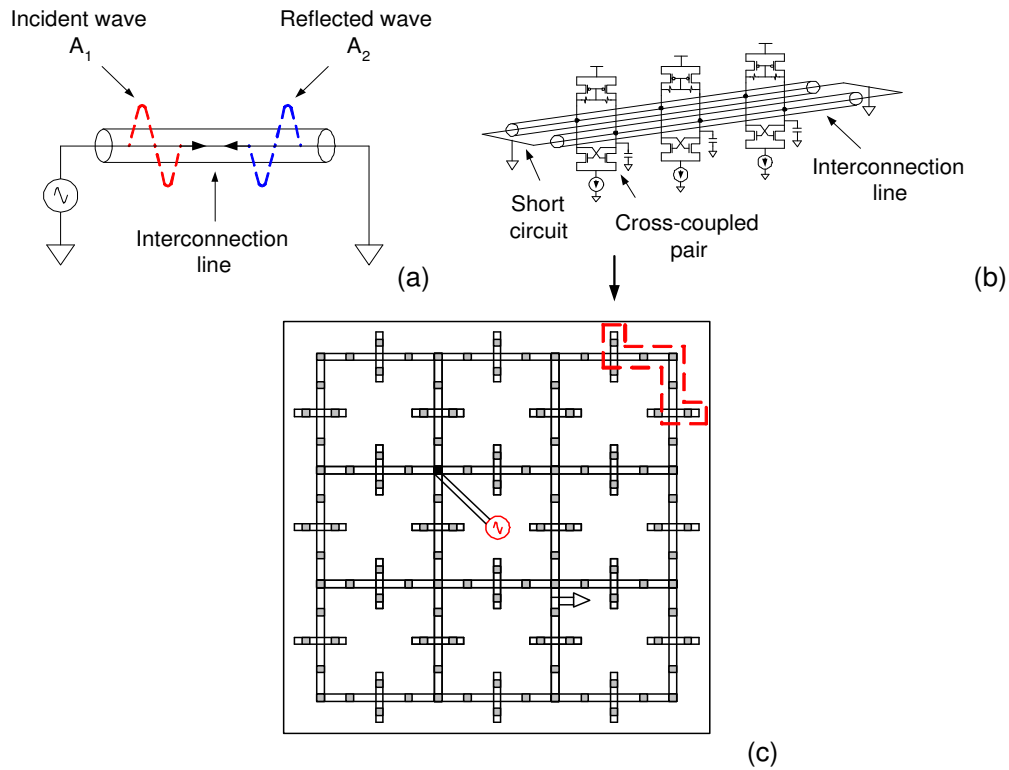 Incident wave
A1
Reflected wave
A2
Interconnection
line
(a)
Short
circuit
Cross-coupled
pair
Interconnection
line
(b)
(c)